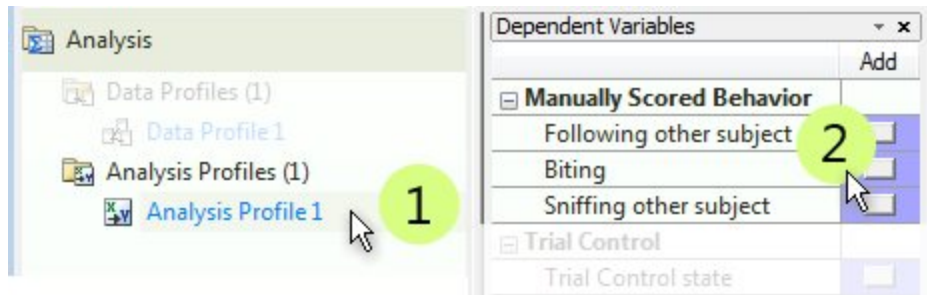 Analysis
Data Profiles (1)
Data Profile 1
Analysis Profiles (1)
Analysis Profile 1
1
Dependent Variables
Add
Manually Scored Behavior
Following other subject
2
Biting
Sniffing other subject
Trial Control
Trial Control state